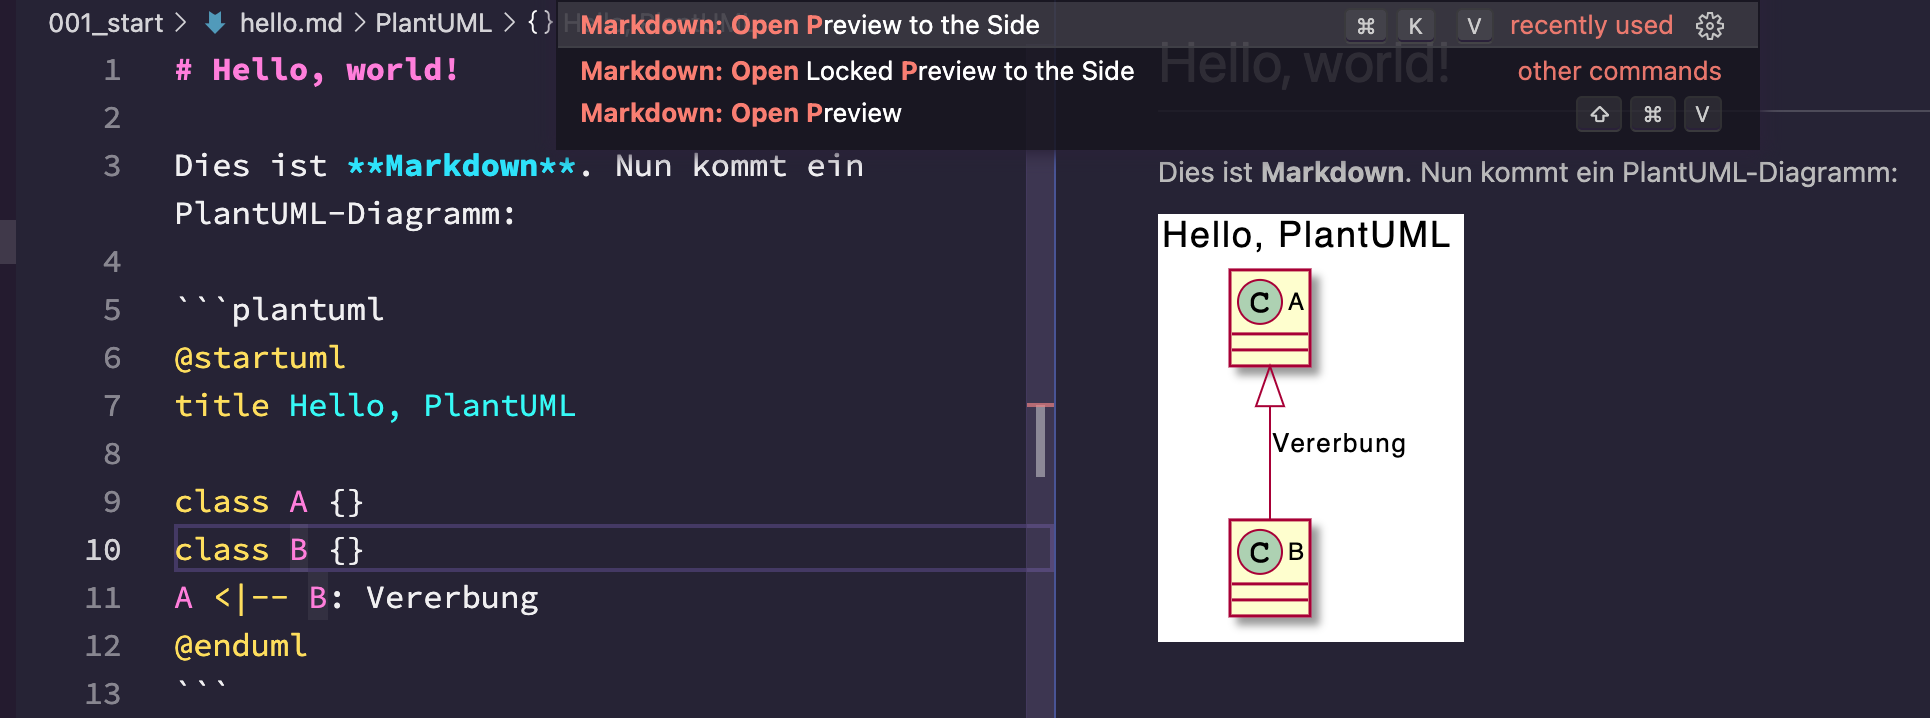 001_start > hello.md > PlantUML > {} Hello, PlantUML
Markdown: Open Preview to the Side ⌘ K V recently used
Markdown: Open Locked Preview to the Side other commands
Markdown: Open Preview ⇧ ⌘ V
1 # Hello, world!
2
3 Dies ist **Markdown**. Nun kommt ein
PlantUML-Diagramm:
4
5 ```plantuml
6 @startuml
7 title Hello, PlantUML
8
9 class A {}
10 class B {}
11 A <|-- B: Vererbung
12 @enduml
13 ```
Hello, world!
Dies ist Markdown. Nun kommt ein PlantUML-Diagramm:
Hello, PlantUML
C A
Vererbung
C B